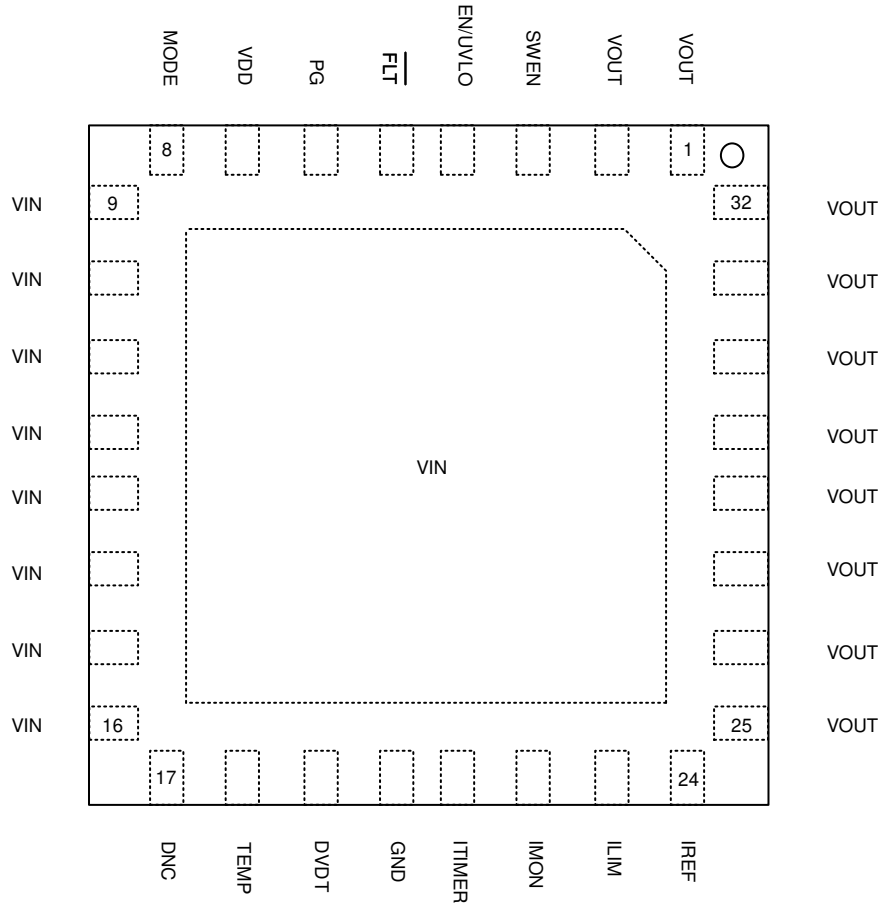 MODE
VDD
PG
FLT
EN/UVLO
SWEN
VOUT
VOUT
8
1
VIN
9
32
VOUT
VIN
VOUT
VIN
VOUT
VIN
VOUT
VIN
VIN
VOUT
VIN
VOUT
VIN
VOUT
VIN
16
25
VOUT
17
24
DNC
TEMP
DVDT
GND
ITIMER
IMON
ILIM
IREF